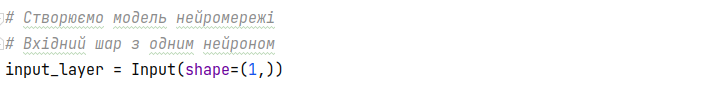 # Створюємо модель нейромережі
# Вхідний шар з одним нейроном
input_layer = Input(shape=(1,))